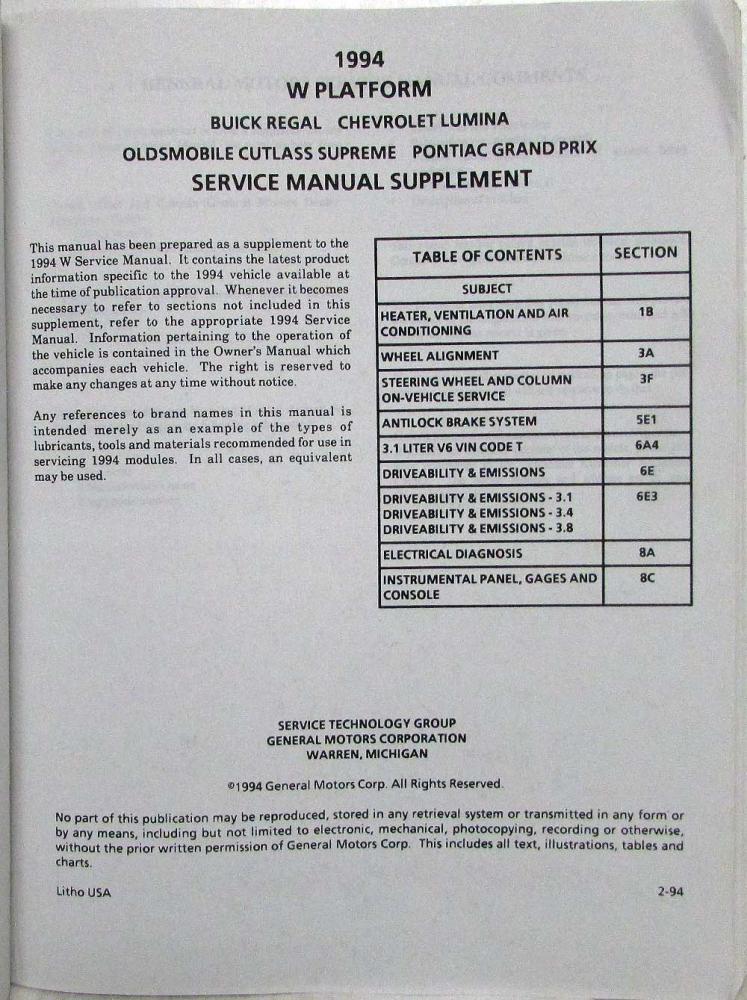 1994
W PLATFORM
BUICK REGAL CHEVROLET LUMINA
OLDSMOBILE CUTLASS SUPREME PONTIAC GRAND PRIX
SERVICE MANUAL SUPPLEMENT
This manual has been prepared as a supplement to the
1994 W Service Manual. It contains the latest product
information specific to the 1994 vehicle available at
the time of publication approval. Whenever it becomes
necessary to refer to sections not included in this
supplement, refer to the appropriate 1994 Service
Manual. Information pertaining to the operation of
the vehicle is contained in the Owner's Manual which
accompanies each vehicle. The right is reserved to
make any changes at any time without notice.
Any references to brand names in this manual is
intended merely as an example of the types of
lubricants, tools and materials recommended for use in
servicing 1994 modules. In all cases, an equivalent
may be used.
TABLE OF CONTENTS SECTION
SUBJECT
HEATER, VENTILATION AND AIR 1B
CONDITIONING
WHEEL ALIGNMENT 3A
STEERING WHEEL AND COLUMN 3F
ON-VEHICLE SERVICE
ANTILOCK BRAKE SYSTEM 5E1
3.1 LITER V6 VIN CODE T 6A4
DRIVEABILITY & EMISSIONS 6E
DRIVEABILITY & EMISSIONS - 3.1 6E3
DRIVEABILITY & EMISSIONS - 3.4
DRIVEABILITY & EMISSIONS - 3.8
ELECTRICAL DIAGNOSIS 8A
INSTRUMENTAL PANEL, GAGES AND 8C
CONSOLE
SERVICE TECHNOLOGY GROUP
GENERAL MOTORS CORPORATION
WARREN, MICHIGAN
©1994 General Motors Corp. All Rights Reserved.
No part of this publication may be reproduced, stored in any retrieval system or transmitted in any form or
by any means, including but not limited to electronic, mechanical, photocopying, recording or otherwise,
without the prior written permission of General Motors Corp. This includes all text, illustrations, tables and
charts.
Litho USA 2-94